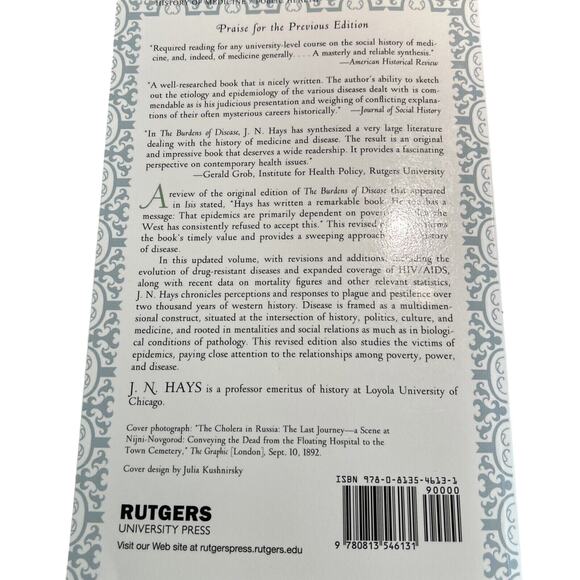 HISTORY OF MEDICINE / PUBLIC HEALTH
Praise for the Previous Edition
"Required reading for any university-level course on the social history of medi-
cine, and, indeed, of medicine generally. . . . A masterly and reliable synthesis."
—American Historical Review
"A well-researched book that is nicely written. The author's ability to sketch
out the etiology and epidemiology of the various diseases dealt with is com-
mendable as is his judicious presentation and weighing of conflicting explana-
tions of their often mysterious careers historically." —Journal of Social History
"In The Burdens of Disease, J. N. Hays has synthesized a very large literature
dealing with the history of medicine and disease. The result is an original
and impressive book that deserves a wide readership. It provides a fascinating
perspective on contemporary health issues."
—Gerald Grob, Institute for Health Policy, Rutgers University
A review of the original edition of The Burdens of Disease that appeared
in Isis stated, "Hays has written a remarkable book. He too has a
message: That epidemics are primarily dependent on the
West has consistently refused to accept this." This revised
the book's timely value and provides a sweeping approach history
of disease.
In this updated volume, with revisions and additions including the
evolution of drug-resistant diseases and expanded coverage of HIV/AIDS,
along with recent data on mortality figures and other relevant statistics,
J. N. Hays chronicles perceptions and responses to plague and pestilence over
two thousand years of western history. Disease is framed as a multidimen-
sional construct, situated at the intersection of history, politics, culture, and
medicine, and rooted in mentalities and social relations as much as in biolog-
ical conditions of pathology. This revised edition also studies the victims of
epidemics, paying close attention to the relationships among poverty, power,
and disease.
J. N. HAYS is a professor emeritus of history at Loyola University of
Chicago.
Cover photograph: "The Cholera in Russia: The Last Journey—a Scene at
Nijni-Novgorod: Conveying the Dead from the Floating Hospital to the
Town Cemetery," The Graphic [London], Sept. 10, 1892.
Cover design by Julia Kushnirsky
RUTGERS
UNIVERSITY PRESS
Visit our Web site at rutgerspress.rutgers.edu
ISBN 978-0-8135-4613-1
90000
9 780813 546131